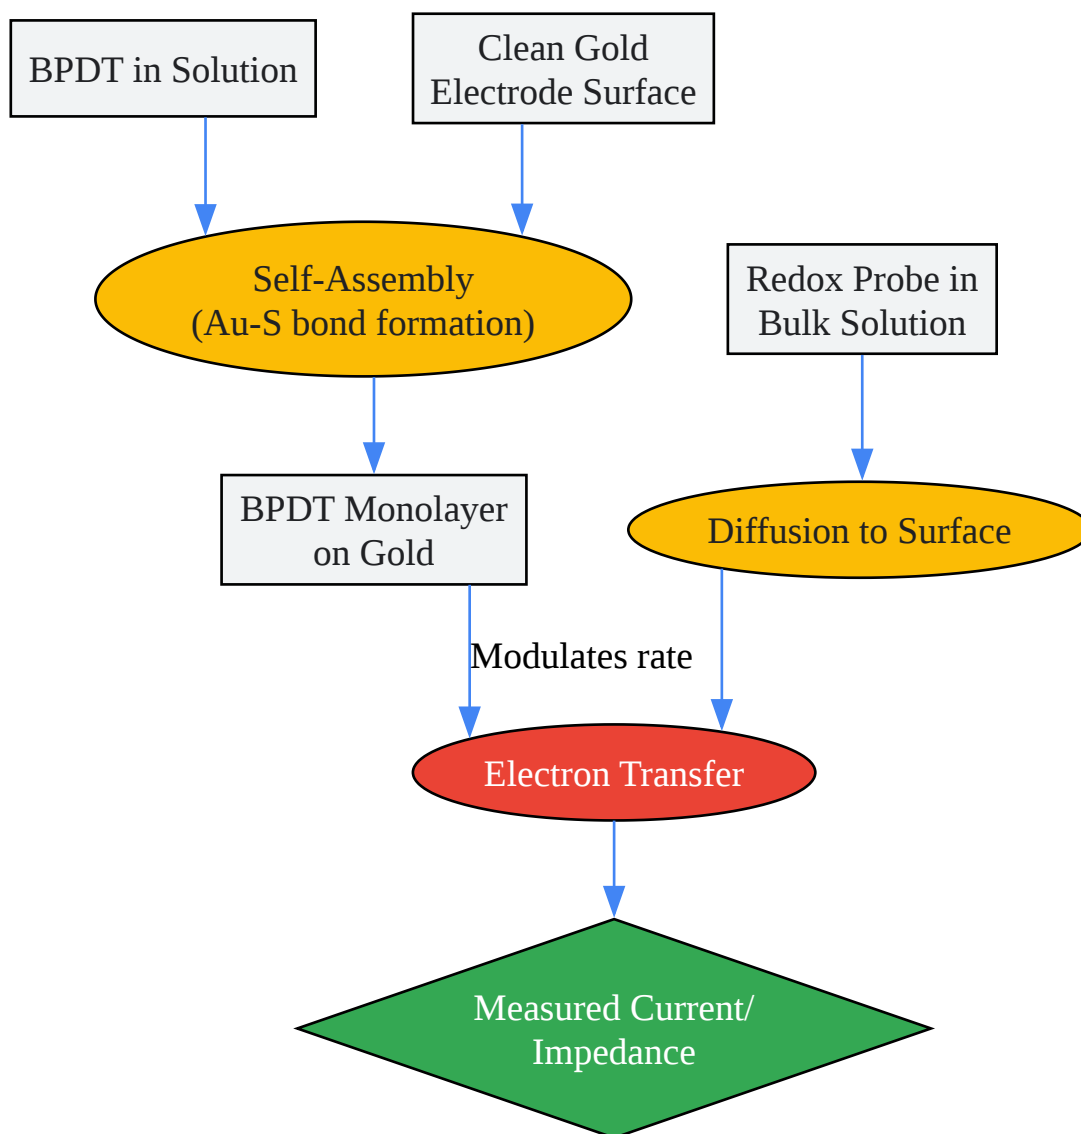 BPDT in Solution
Clean Gold
Electrode Surface
Self-Assembly
(Au-S bond formation)
Redox Probe in
Bulk Solution
BPDT Monolayer
on Gold
Diffusion to Surface
Modulates rate
Electron Transfer
Measured Current/
Impedance